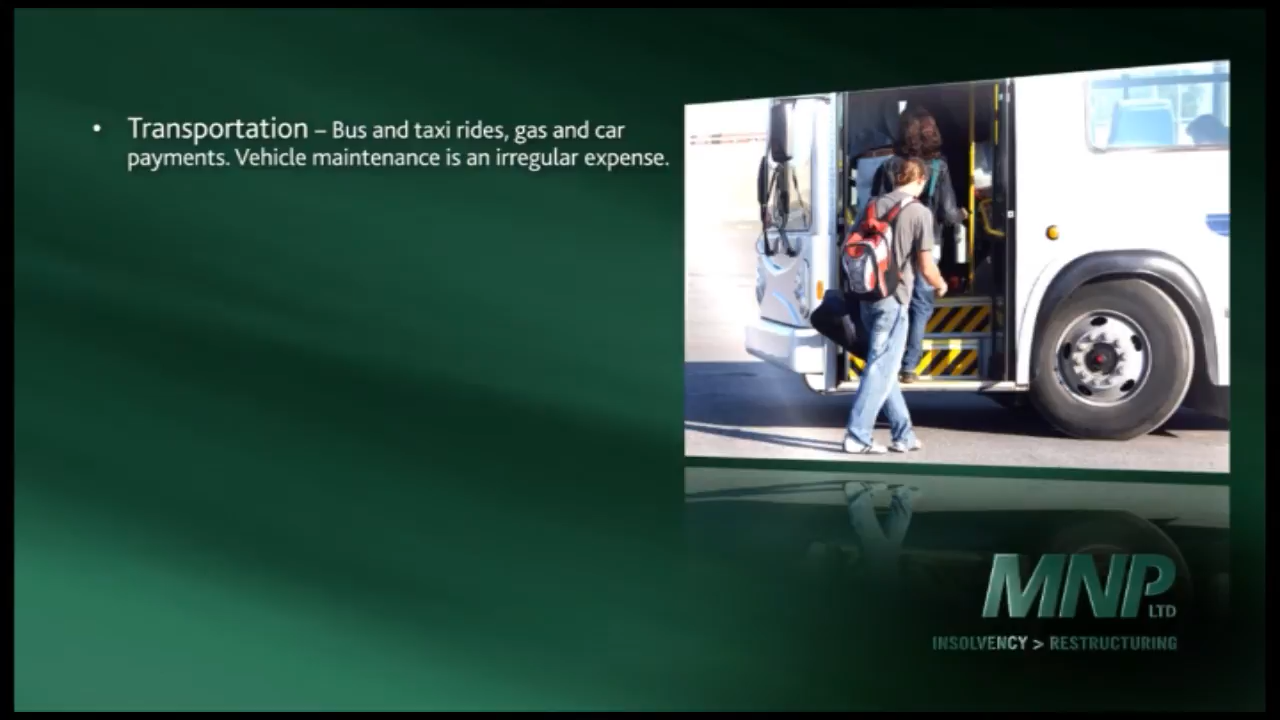 • Transportation – Bus and taxi rides, gas and car
payments. Vehicle maintenance is an irregular expense.
MNP LTD
INSOLVENCY > RESTRUCTURING